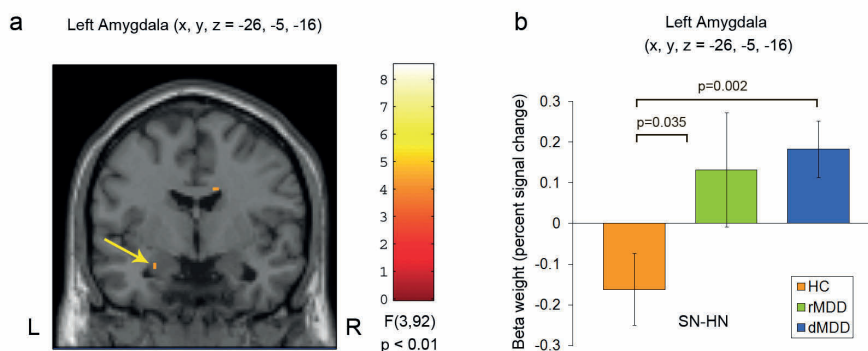 a
Left Amygdala (x, y, z = -26, -5, -16)
8
7
6
5
4
3
2
1
0
L
R
F(3,92)
p < 0.01
b
Left Amygdala
(x, y, z = -26, -5, -16)
Beta weight (percent signal change)
0.3
0.2
0.1
0
-0.1
-0.2
-0.3
p=0.002
p=0.035
SN-HN
HC
rMDD
dMDD